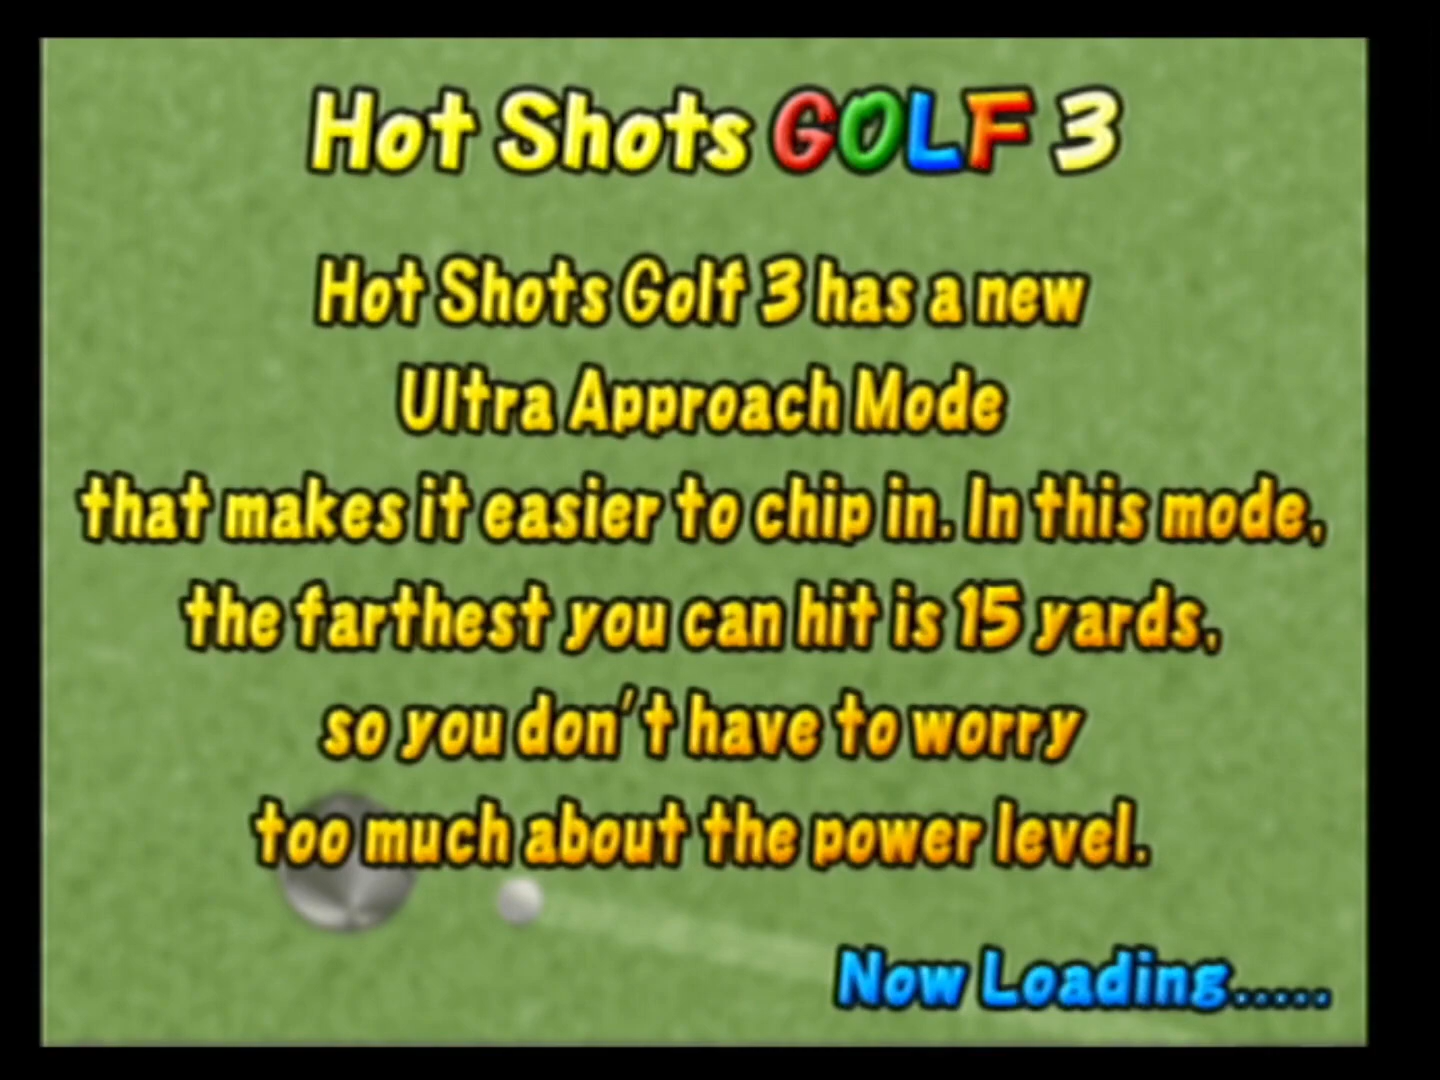 Hot Shots GOLF 3
Hot Shots Golf 3 has a new
Ultra Approach Mode
that makes it easier to chip in. In this mode,
the farthest you can hit is 15 yards,
so you don't have to worry
too much about the power level.
Now Loading.....